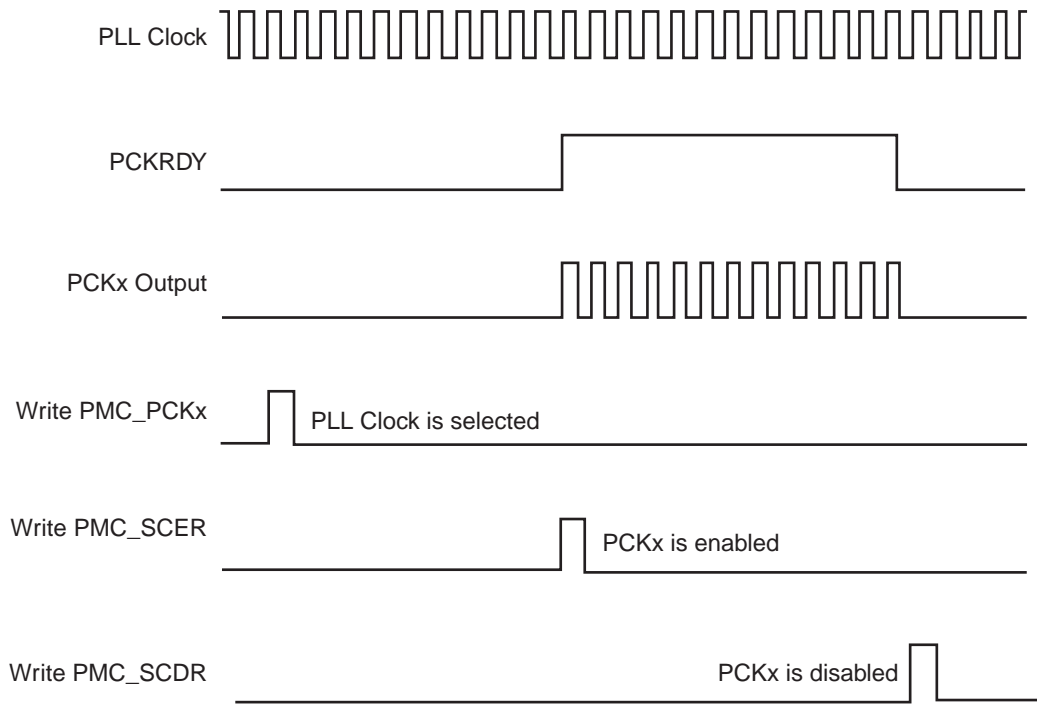 PLL Clock
PCKRDY
PCKx Output
Write PMC_PCKx
PLL Clock is selected
Write PMC_SCER
PCKx is enabled
Write PMC_SCDR
PCKx is disabled